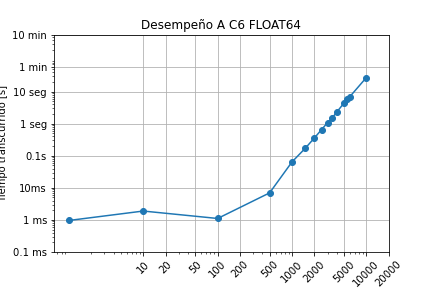 Desempeño A C6 FLOAT64
10 min
1 min
10 seg
1 seg
0.1s
10ms
1 ms
0.1 ms
transcurrido [s]
10
20
50
100
200
500
1000
2000
5000
10000
20000